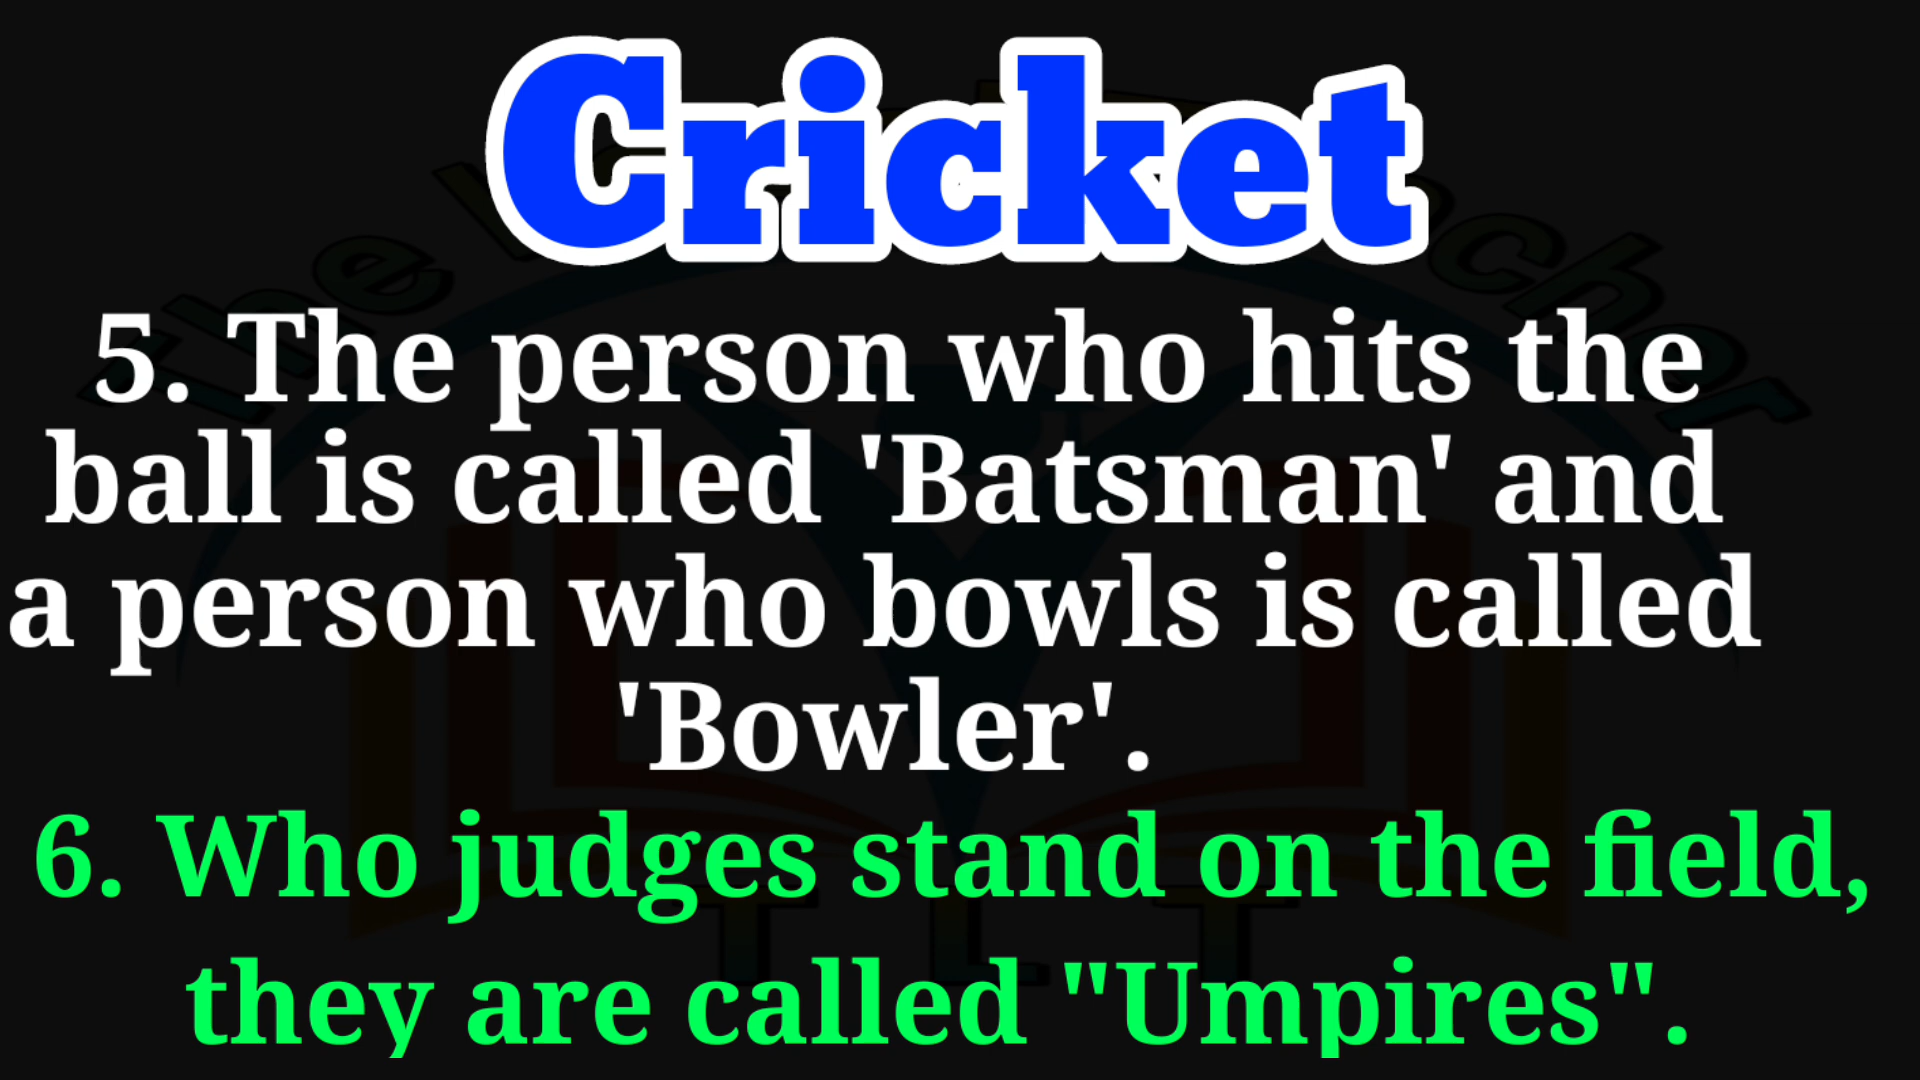 Cricket
5. The person who hits the
ball is called 'Batsman' and
a person who bowls is called
'Bowler'.
6. Who judges stand on the field,
they are called "Umpires".
T L T